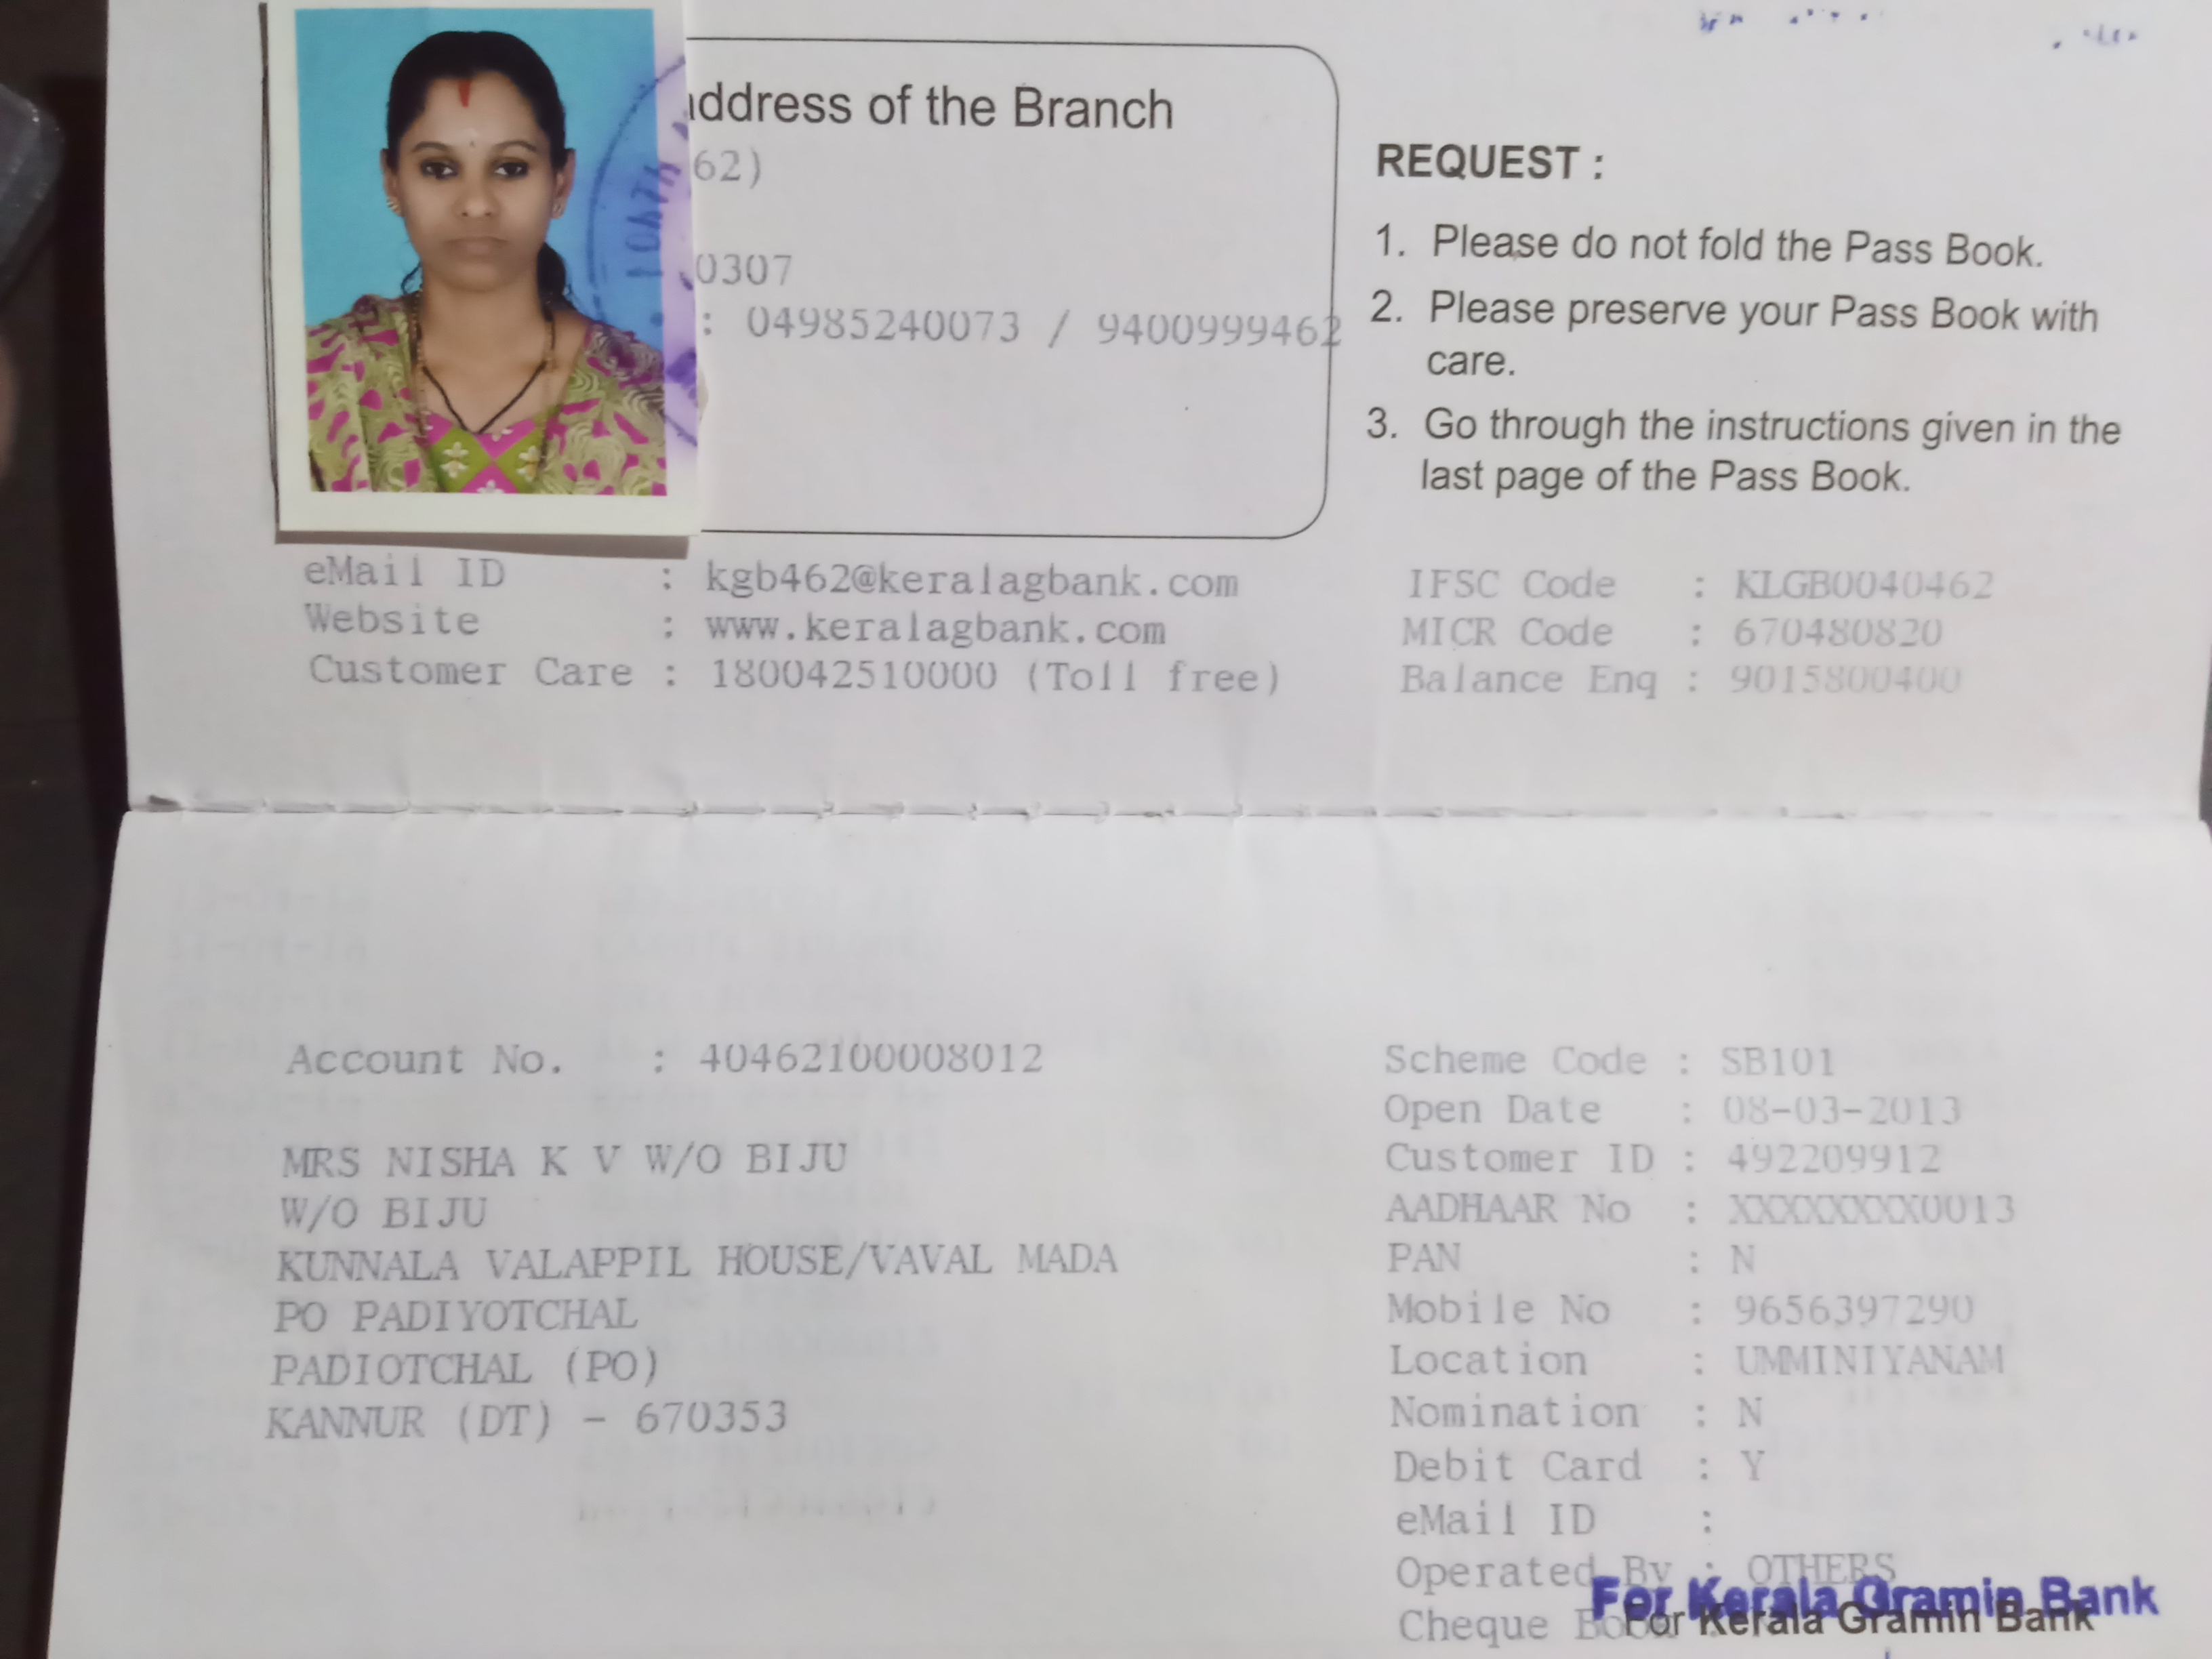 address of the Branch
62)
0307
: 04985240073 / 9400999462
REQUEST :
1. Please do not fold the Pass Book.
2. Please preserve your Pass Book with
care.
3. Go through the instructions given in the
last page of the Pass Book.
eMail ID : kgb462@keralagbank.com
Website : www.keralagbank.com
Customer Care : 180042510000 (Toll free)
IFSC Code : KLGB0040462
MICR Code : 670480820
Balance Enq : 9015800400
Account No. : 40462100008012
MRS NISHA K V W/O BIJU
W/O BIJU
KUNNALA VALAPPIL HOUSE/VAVAL MADA
PO PADIYOTCHAL
PADIOTCHAL (PO)
KANNUR (DT) - 670353
Scheme Code : SB101
Open Date : 08-03-2013
Customer ID : 492209912
AADHAAR No : XXXXXXXX0013
PAN : N
Mobile No : 9656397290
Location : UMMINIYANAM
Nomination : N
Debit Card : Y
eMail ID :
Operated By : OTHERS
For Kerala Gramin Bank
Cheque
For Kerala Gramin Bank